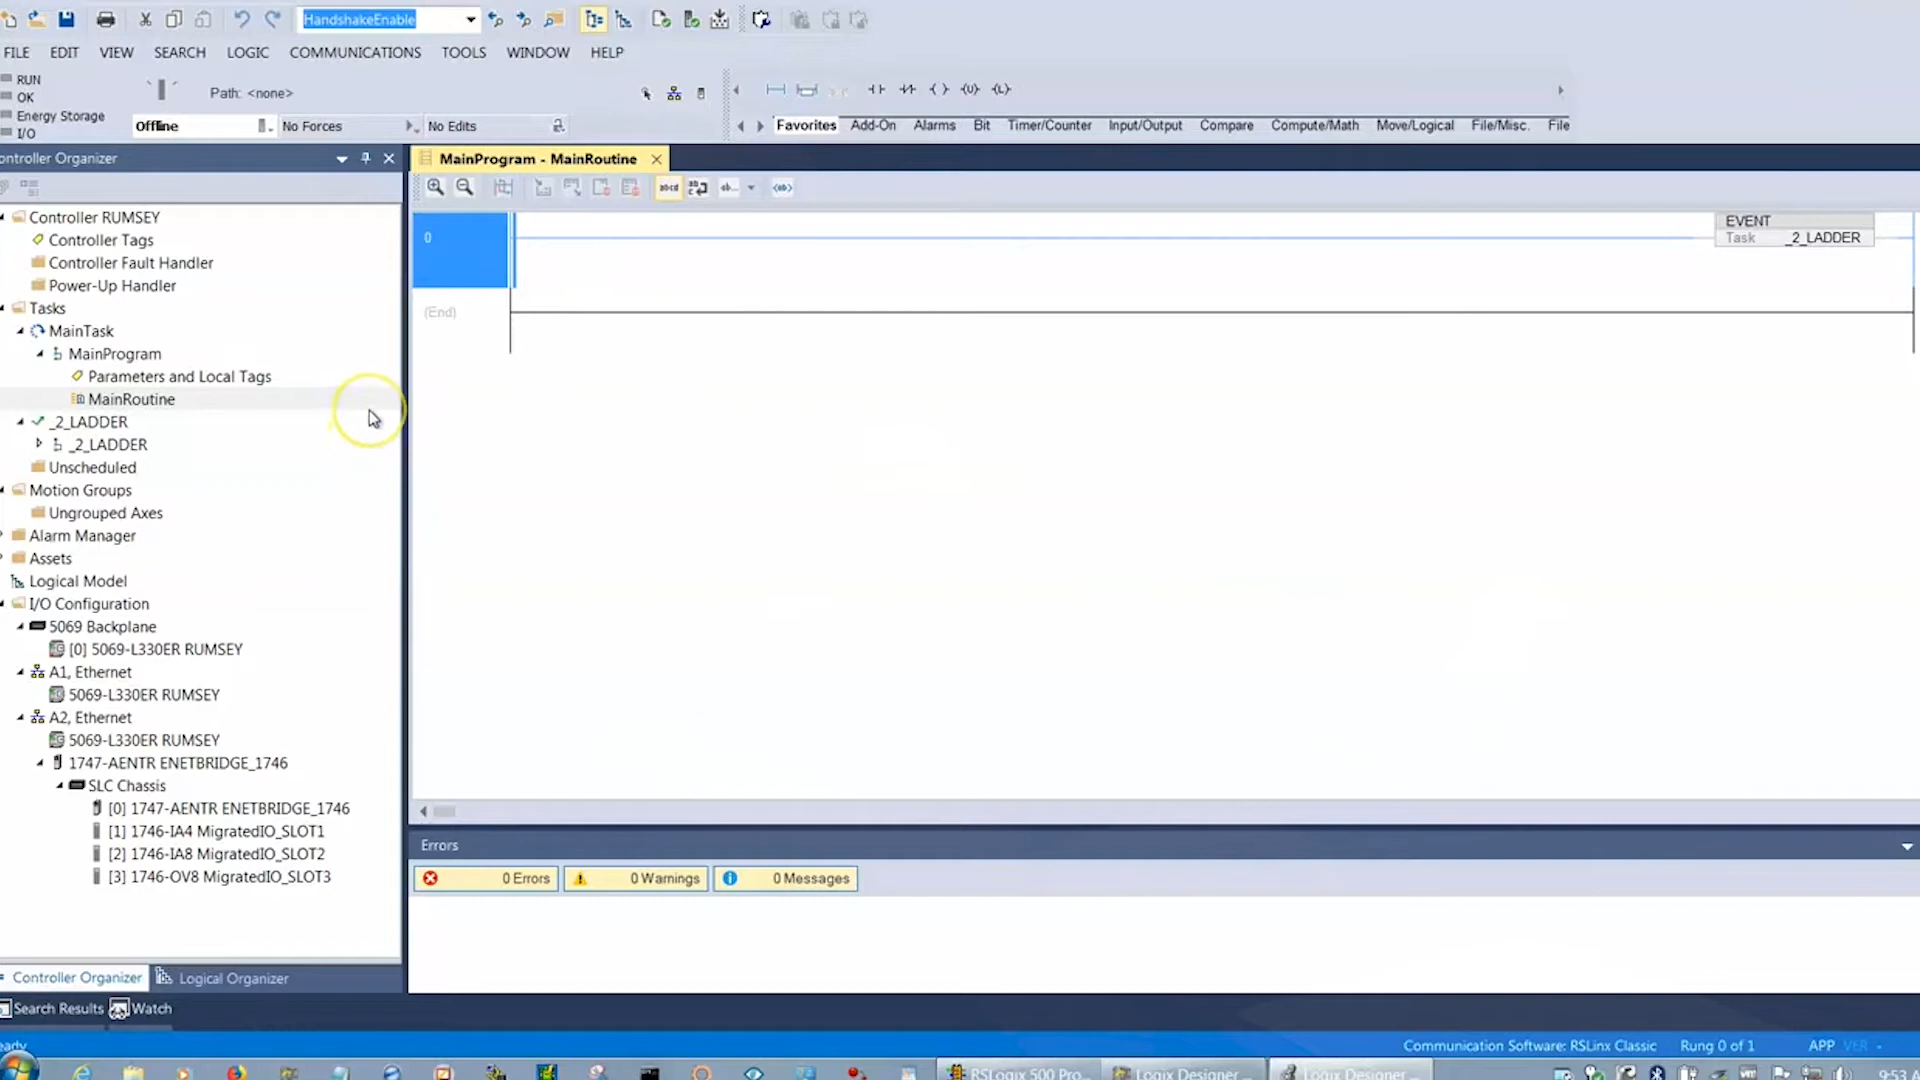 HandshakeEnable
FILE EDIT VIEW SEARCH LOGIC COMMUNICATIONS TOOLS WINDOW HELP
RUN
OK
Energy Storage
I/O
Path: <none>
Offline
No Forces
No Edits
Favorites Add-On Alarms Bit Timer/Counter Input/Output Compare Compute/Math Move/Logical File/Misc. File
ontroller Organizer
Controller RUMSEY
Controller Tags
Controller Fault Handler
Power-Up Handler
Tasks
MainTask
MainProgram
Parameters and Local Tags
MainRoutine
_2_LADDER
_2_LADDER
Unscheduled
Motion Groups
Ungrouped Axes
Alarm Manager
Assets
Logical Model
I/O Configuration
5069 Backplane
[0] 5069-L330ER RUMSEY
A1, Ethernet
5069-L330ER RUMSEY
A2, Ethernet
5069-L330ER RUMSEY
1747-AENTR ENETBRIDGE_1746
SLC Chassis
[0] 1747-AENTR ENETBRIDGE_1746
[1] 1746-IA4 MigratedIO_SLOT1
[2] 1746-IA8 MigratedIO_SLOT2
[3] 1746-OV8 MigratedIO_SLOT3
Controller Organizer
Logical Organizer
MainProgram - MainRoutine
abcd
0
EVENT
Task _2_LADDER
(End)
Errors
0 Errors
0 Warnings
0 Messages
Search Results
Watch
eady
Communication Software: RSLinx Classic
Rung 0 of 1
APP VER
RSLogix 500 Pro...
Logix Designer ...
Logix Designer ...
9:53 A